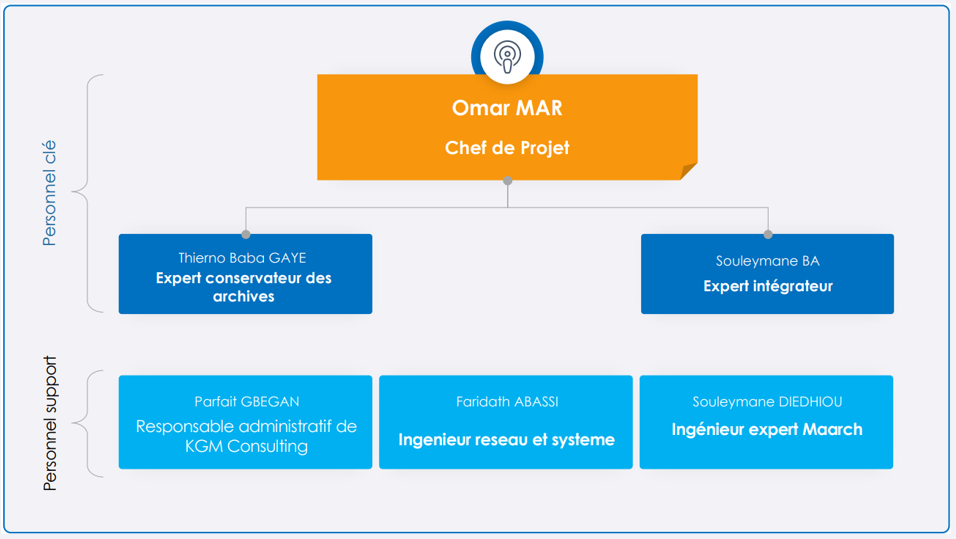 Personnel clé
Omar MAR
Chef de Projet
Thierno Baba GAYE
Expert conservateur des
archives
Souleymane BA
Expert intégrateur
Personnel support
Parfait GBEGAN
Responsable administratif de
KGM Consulting
Faridath ABASSI
Ingenieur reseau et systeme
Souleymane DIEDHIOU
Ingénieur expert Maarch